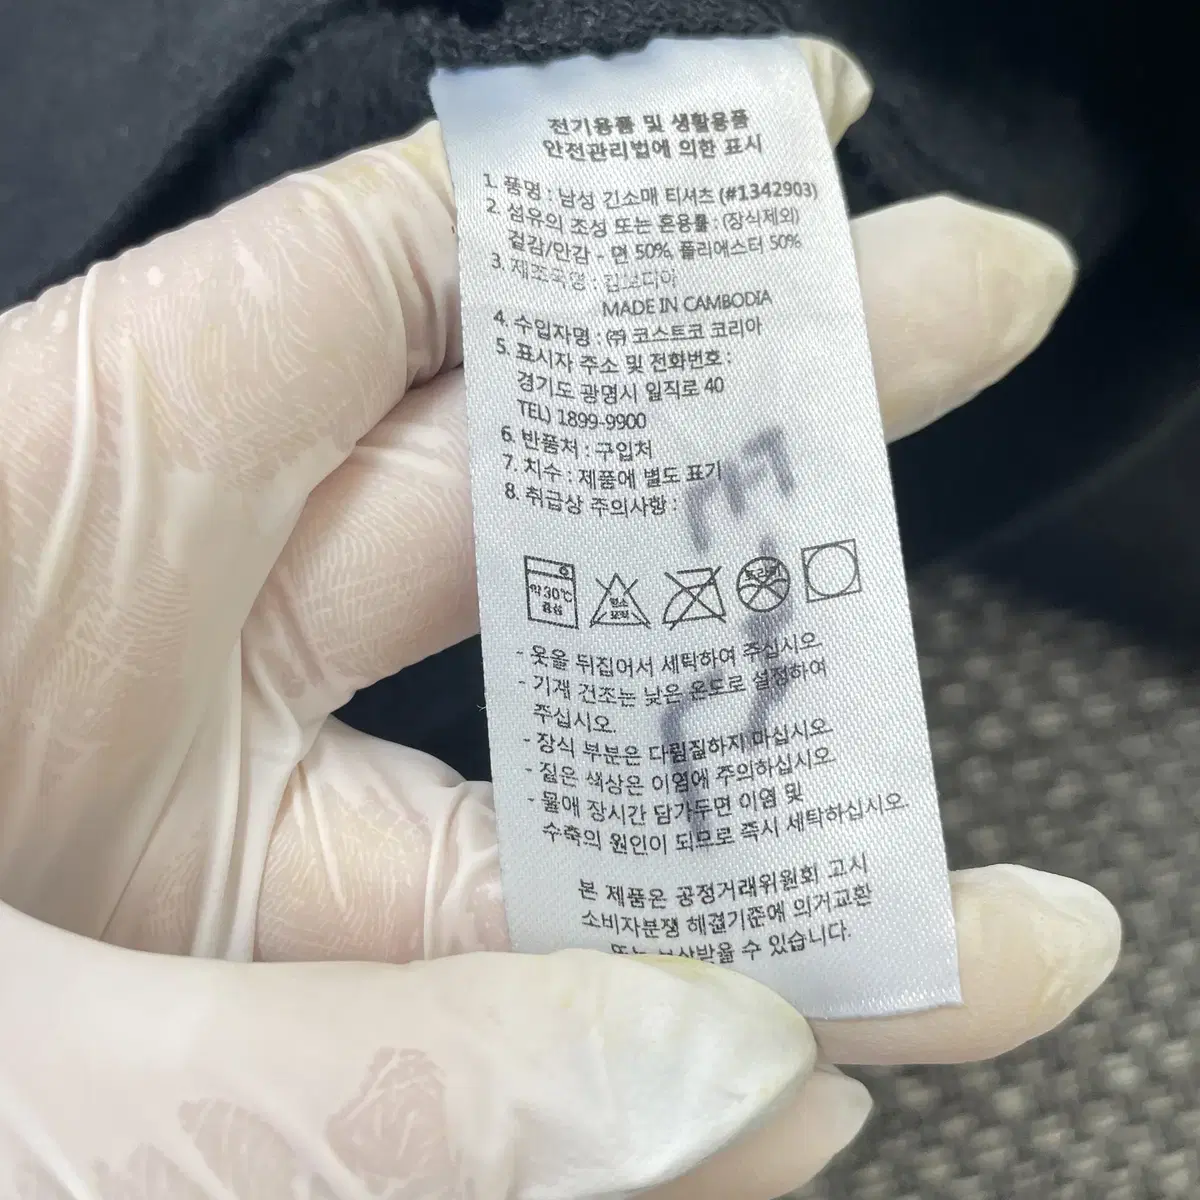 전기용품 및 생활용품
안전관리법에 의한 표시
1. 품명 : 남성 긴소매 티셔츠 (#1342903)
2. 섬유의 조성 또는 혼용률 : (장식제외)
겉감/안감 - 면 50%, 폴리에스터 50%
3. 제조국명 : 캄보디아
MADE IN CAMBODIA
4. 수입자명 : ㈜ 코스트코 코리아
5. 표시자 주소 및 전화번호 :
경기도 광명시 일직로 40
TEL) 1899-9900
6. 반품처 : 구입처
7. 치수 : 제품에 별도 표기
8. 취급상 주의사항 :
약 30℃
중성
염소
표백
드라이
- 옷을 뒤집어서 세탁하여 주십시오.
- 기계 건조는 낮은 온도로 설정하여
주십시오.
- 장식 부분은 다림질하지 마십시오.
- 짙은 색상은 이염에 주의하십시오.
- 물에 장시간 담가두면 이염 및
수축의 원인이 되므로 즉시 세탁하십시오.
본 제품은 공정거래위원회 고시
소비자분쟁 해결기준에 의거교환
또는 보상받을 수 있습니다.